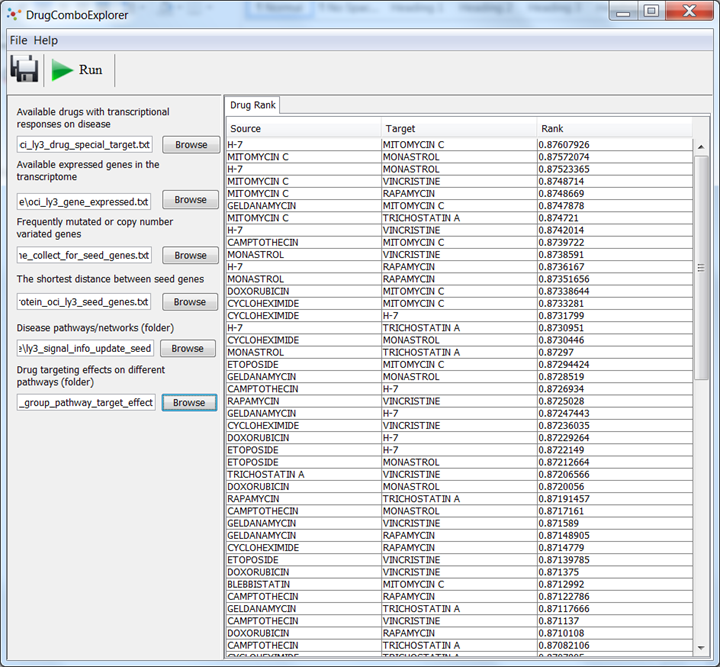 DrugComboExplorer
File Help
Run
Available drugs with transcriptional
responses on disease
ci_ly3_drug_special_target.txt Browse
Available expressed genes in the
transcriptome
e\oci_ly3_gene_expressed.txt Browse
Frequently mutated or copy number
variated genes
ne_collect_for_seed_genes.txt Browse
The shortest distance between seed genes
rotein_oci_ly3_seed_genes.txt Browse
Disease pathways/networks (folder)
e\ly3_signal_info_update_seed Browse
Drug targeting effects on different
pathways (folder)
_group_pathway_target_effect Browse
Drug Rank
Source Target Rank
H-7 MITOMYCIN C 0.87607926
MITOMYCIN C MONASTROL 0.87572074
H-7 MONASTROL 0.87523365
MITOMYCIN C VINCRISTINE 0.8748714
MITOMYCIN C RAPAMYCIN 0.8748669
GELDANAMYCIN MITOMYCIN C 0.8747878
MITOMYCIN C TRICHOSTATIN A 0.874721
H-7 VINCRISTINE 0.8742014
CAMPTOTHECIN MITOMYCIN C 0.8739722
MONASTROL VINCRISTINE 0.8738591
H-7 RAPAMYCIN 0.8736167
MONASTROL RAPAMYCIN 0.87351656
DOXORUBICIN MITOMYCIN C 0.87338644
CYCLOHEXIMIDE MITOMYCIN C 0.8733281
CYCLOHEXIMIDE H-7 0.8731799
H-7 TRICHOSTATIN A 0.8730951
CYCLOHEXIMIDE MONASTROL 0.8730446
MONASTROL TRICHOSTATIN A 0.87297
ETOPOSIDE MITOMYCIN C 0.87294424
GELDANAMYCIN MONASTROL 0.8728519
CAMPTOTHECIN H-7 0.8726934
RAPAMYCIN VINCRISTINE 0.8725028
GELDANAMYCIN H-7 0.87247443
CYCLOHEXIMIDE VINCRISTINE 0.87236035
DOXORUBICIN H-7 0.87229264
ETOPOSIDE H-7 0.8722149
ETOPOSIDE MONASTROL 0.87212664
TRICHOSTATIN A VINCRISTINE 0.87206566
DOXORUBICIN MONASTROL 0.8720056
RAPAMYCIN TRICHOSTATIN A 0.87191457
CAMPTOTHECIN MONASTROL 0.8717161
GELDANAMYCIN VINCRISTINE 0.871589
GELDANAMYCIN RAPAMYCIN 0.87148905
CYCLOHEXIMIDE RAPAMYCIN 0.8714779
ETOPOSIDE VINCRISTINE 0.87139785
DOXORUBICIN VINCRISTINE 0.871375
BLEBBISTATIN MITOMYCIN C 0.8712992
CAMPTOTHECIN RAPAMYCIN 0.87122786
GELDANAMYCIN TRICHOSTATIN A 0.87117666
CAMPTOTHECIN VINCRISTINE 0.871137
DOXORUBICIN RAPAMYCIN 0.8710108
CAMPTOTHECIN TRICHOSTATIN A 0.87082106